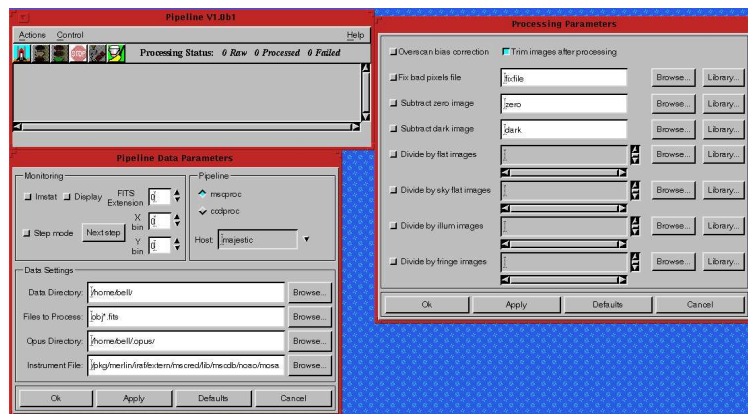 Pipeline V1.0b1
Actions Control Help
STOP
Processing Status: 0 Raw 0 Processed 0 Failed
Pipeline Data Parameters
Monitoring
Imstat Display FITS Extension 0
X bin 0
Step mode Next step
Y bin 0
Pipeline
mscproc
ccdproc
Host: majestic
Data Settings
Data Directory: /home/bell/ Browse...
Files to Process: obj*.fits Browse...
Opus Directory: /home/bell/.opus/ Browse...
Instrument File: /pkg/merlin/iraf/extern/mscred/lib/mscdb/noao/mosa Browse...
Ok Apply Defaults Cancel
Processing Parameters
Overscan bias correction Trim images after processing
Fix bad pixels file fixfile Browse... Library...
Subtract zero image zero Browse... Library...
Subtract dark image dark Browse... Library...
Divide by flat images Browse... Library...
Divide by sky flat images Browse... Library...
Divide by illum images Browse... Library...
Divide by fringe images Browse... Library...
Ok Apply Defaults Cancel